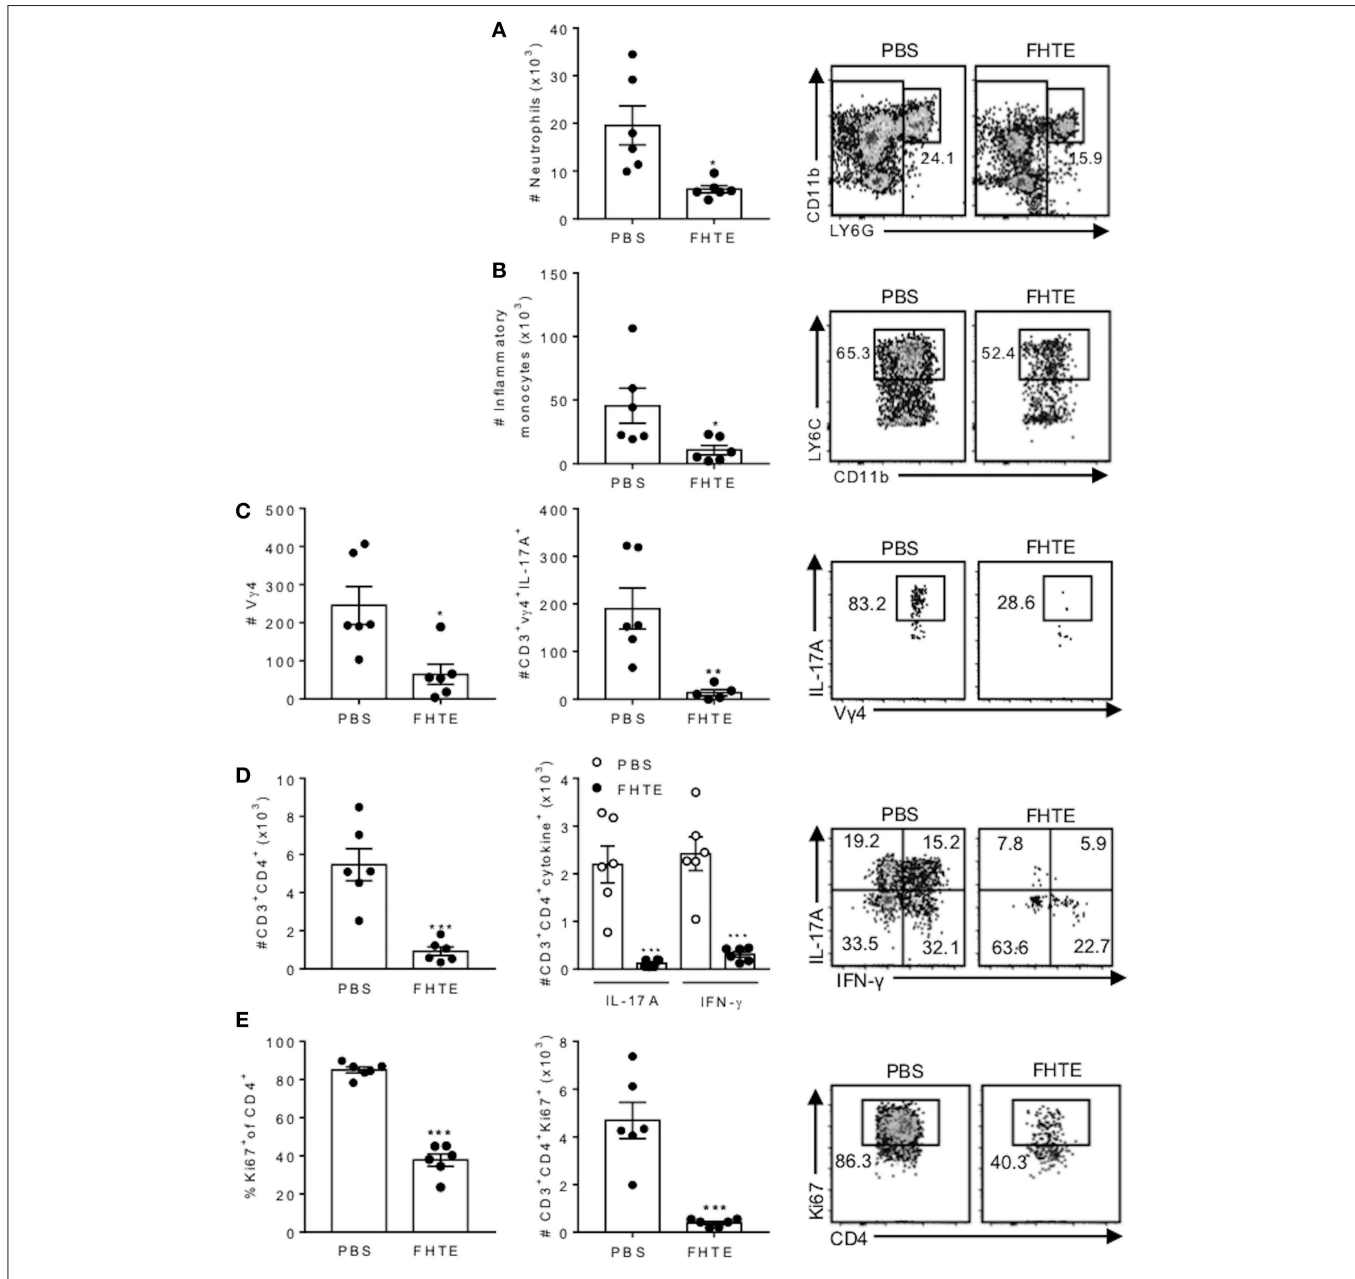 A
# Neutrophils (x10³)
40
30
20
10
0
*
PBS FHTE
PBS FHTE
CD11b
24.1
15.9
LY6G
B
# Inflammatory
monocytes (x10³)
150
100
50
0
*
PBS FHTE
PBS FHTE
LY6C
65.3
52.4
CD11b
C
# Vγ4
500
400
300
200
100
0
*
PBS FHTE
#CD3⁺vγ4⁺IL-17A⁺
400
300
200
100
0
**
PBS FHTE
PBS FHTE
IL-17A
83.2
28.6
Vγ4
D
#CD3⁺CD4⁺ (x10³)
10
8
6
4
2
0
***
PBS FHTE
PBS
FHTE
#CD3⁺CD4⁺cytokine⁺ (x10³)
4
3
2
1
0
***
***
IL-17A IFN-γ
PBS FHTE
IL-17A
19.2 15.2
33.5 32.1
7.8 5.9
63.6 22.7
IFN-γ
E
% Ki67⁺of CD4⁺
100
80
60
40
20
0
***
PBS FHTE
# CD3⁺CD4⁺Ki67⁺ (x10³)
8
6
4
2
0
***
PBS FHTE
PBS FHTE
Ki67
86.3
40.3
CD4